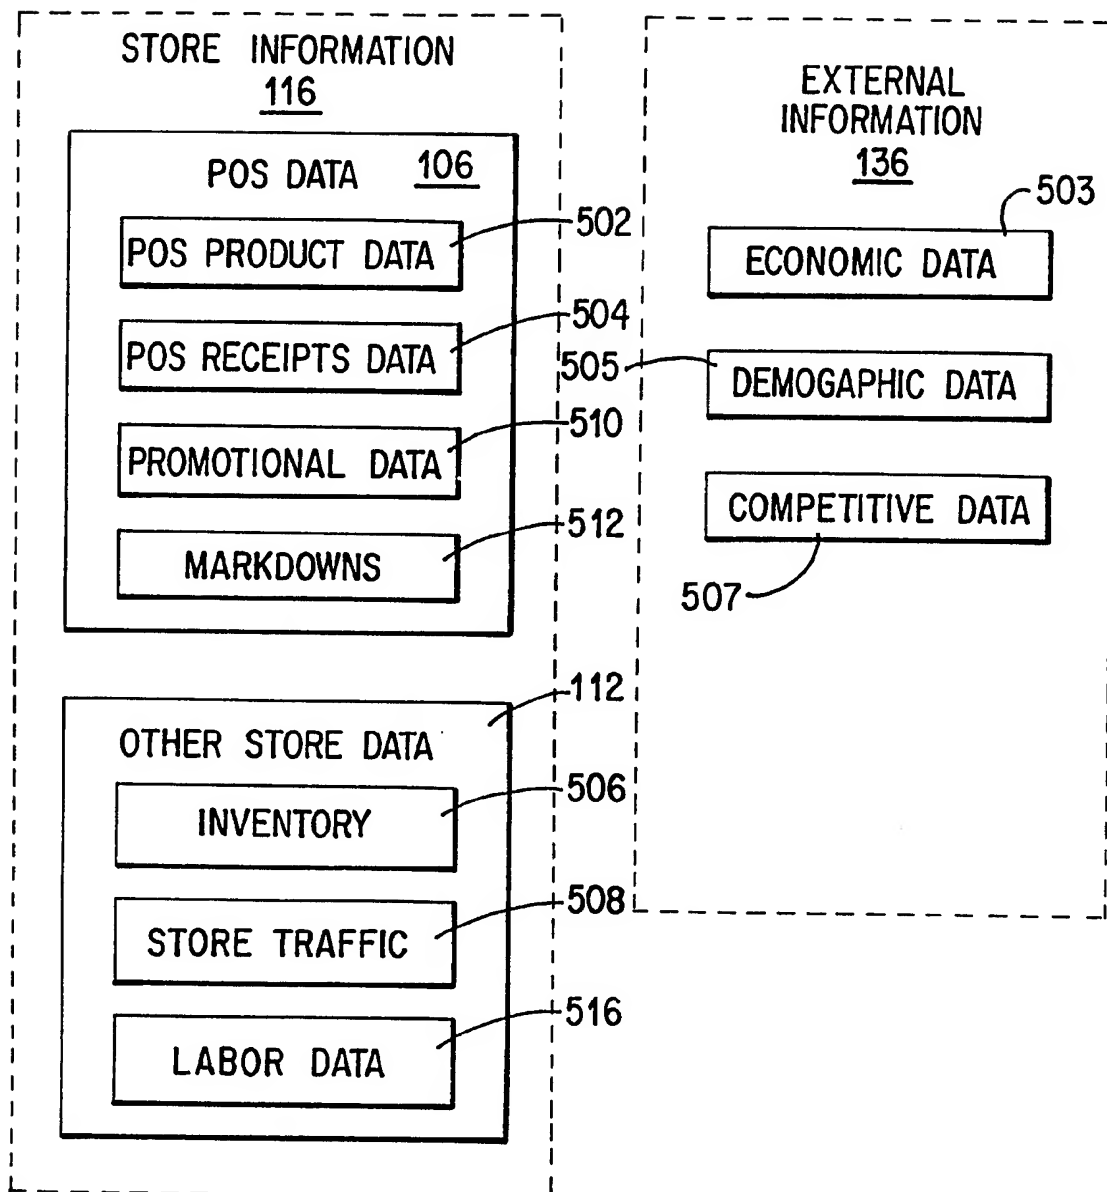 STORE INFORMATION
116
POS DATA 106
POS PRODUCT DATA 502
POS RECEIPTS DATA 504
PROMOTIONAL DATA 510
MARKDOWNS 512
OTHER STORE DATA 112
INVENTORY 506
STORE TRAFFIC 508
LABOR DATA 516
EXTERNAL
INFORMATION
136
503
ECONOMIC DATA
505 DEMOGAPHIC DATA
COMPETITIVE DATA
507